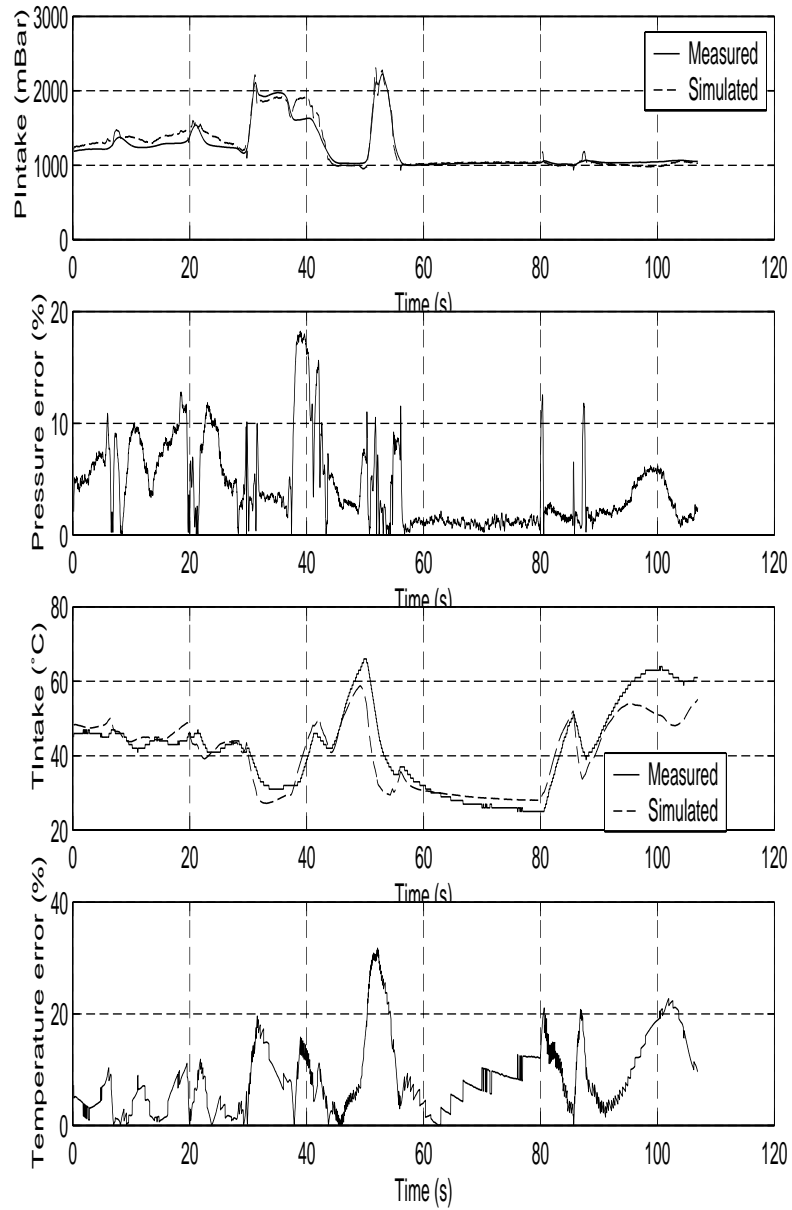 PIntake (mBar)
3000
2000
1000
0
Measured
Simulated
0 20 40 60 80 100 120
Time (s)
Pressure error (%)
20
10
0
0 20 40 60 80 100 120
Time (s)
TIntake (°C)
80
60
40
20
Measured
Simulated
0 20 40 60 80 100 120
Time (s)
Temperature error (%)
40
20
0
0 20 40 60 80 100 120
Time (s)